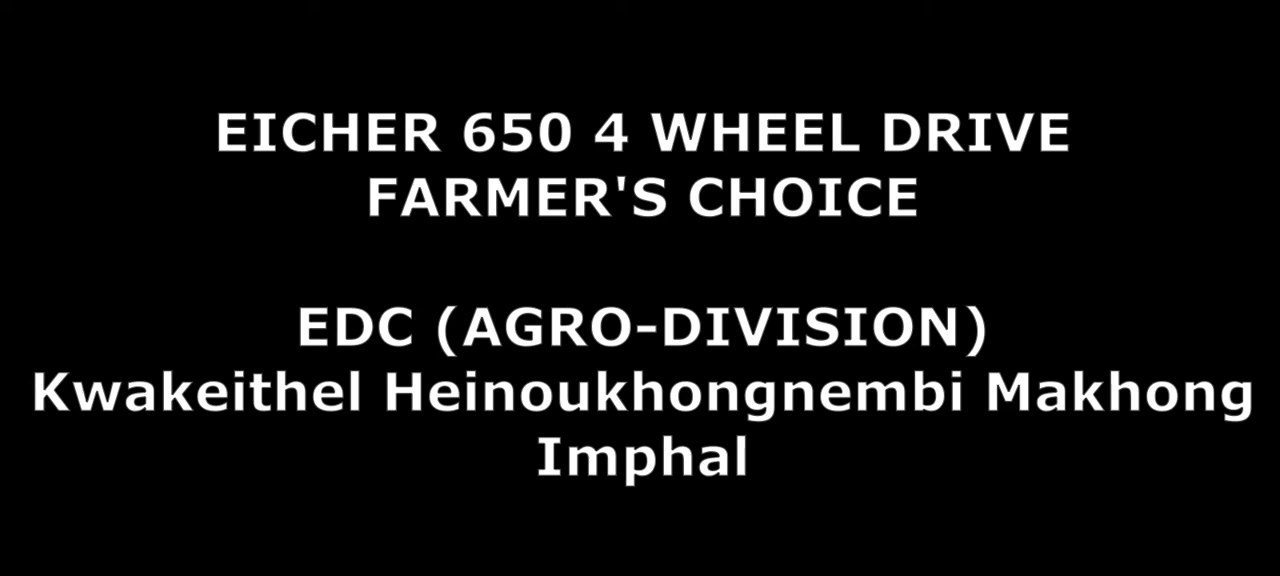 EICHER 650 4 WHEEL DRIVE
FARMER'S CHOICE
EDC (AGRO-DIVISION)
Kwakeithel Heinoukhongnembi Makhong
Imphal